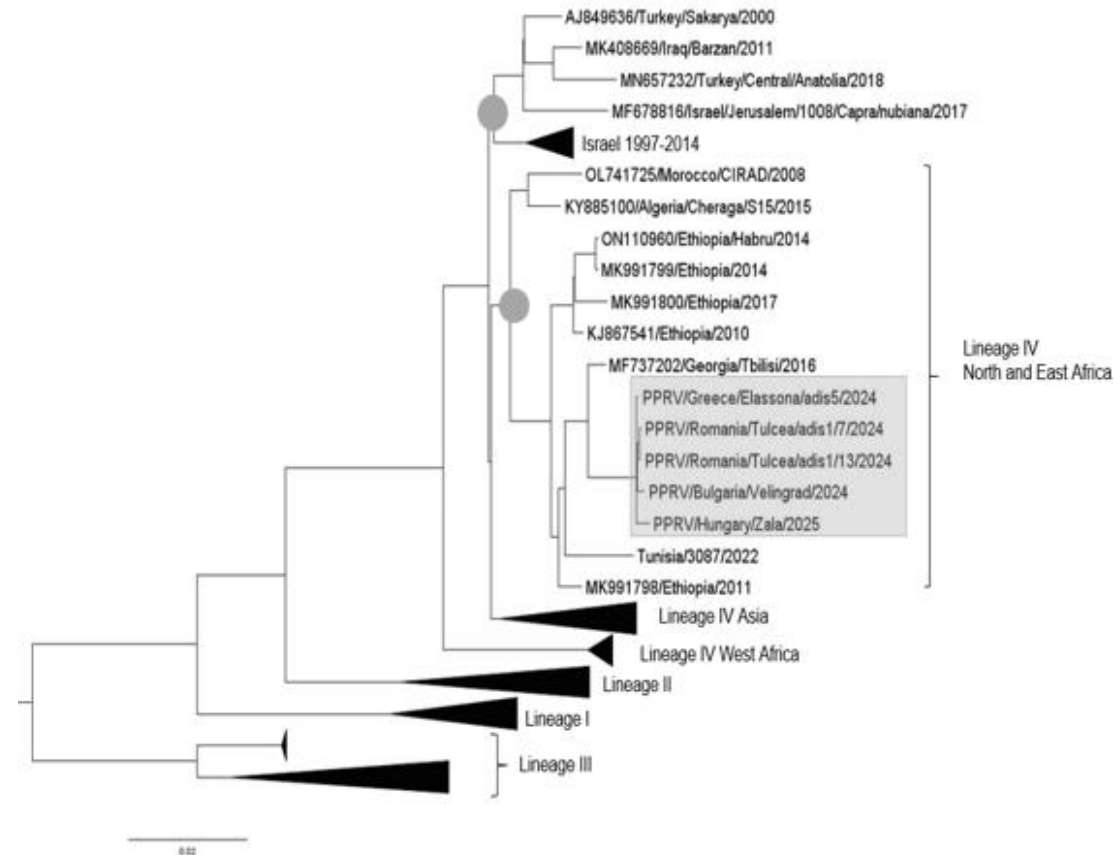 AJ849636/Turkey/Sakarya/2000
MK408669/Iraq/Barzan/2011
MN657232/Turkey/Central/Anatolia/2018
MF678816/Israel/Jerusalem/1008/Capra/nubiana/2017
Israel 1997-2014
OL741725/Morocco/CIRAD/2008
KY885100/Algeria/Cheraga/S15/2015
ON110960/Ethiopia/Habru/2014
MK991799/Ethiopia/2014
MK991800/Ethiopia/2017
KJ867541/Ethiopia/2010
Lineage IV
North and East Africa
MF737202/Georgia/Tbilisi/2016
PPRV/Greece/Elassona/adis5/2024
PPRV/Romania/Tulcea/adis1/7/2024
PPRV/Romania/Tulcea/adis1/13/2024
PPRV/Bulgaria/Velingrad/2024
PPRV/Hungary/Zala/2025
Tunisia/3087/2022
MK991798/Ethiopia/2011
Lineage IV Asia
Lineage IV West Africa
Lineage II
Lineage I
Lineage III
0.02